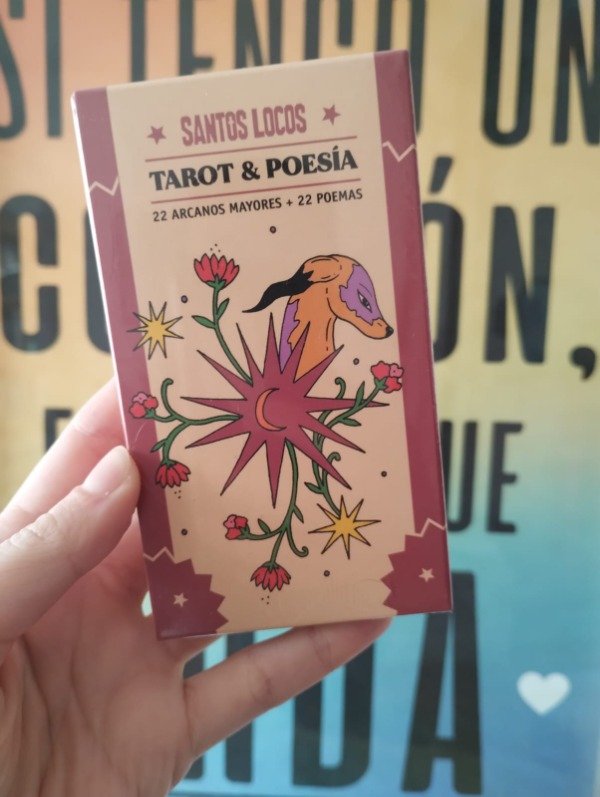 SI TENGO UN
SANTOS LOCOS
TAROT & POESÍA
22 ARCANOS MAYORES + 22 POEMAS